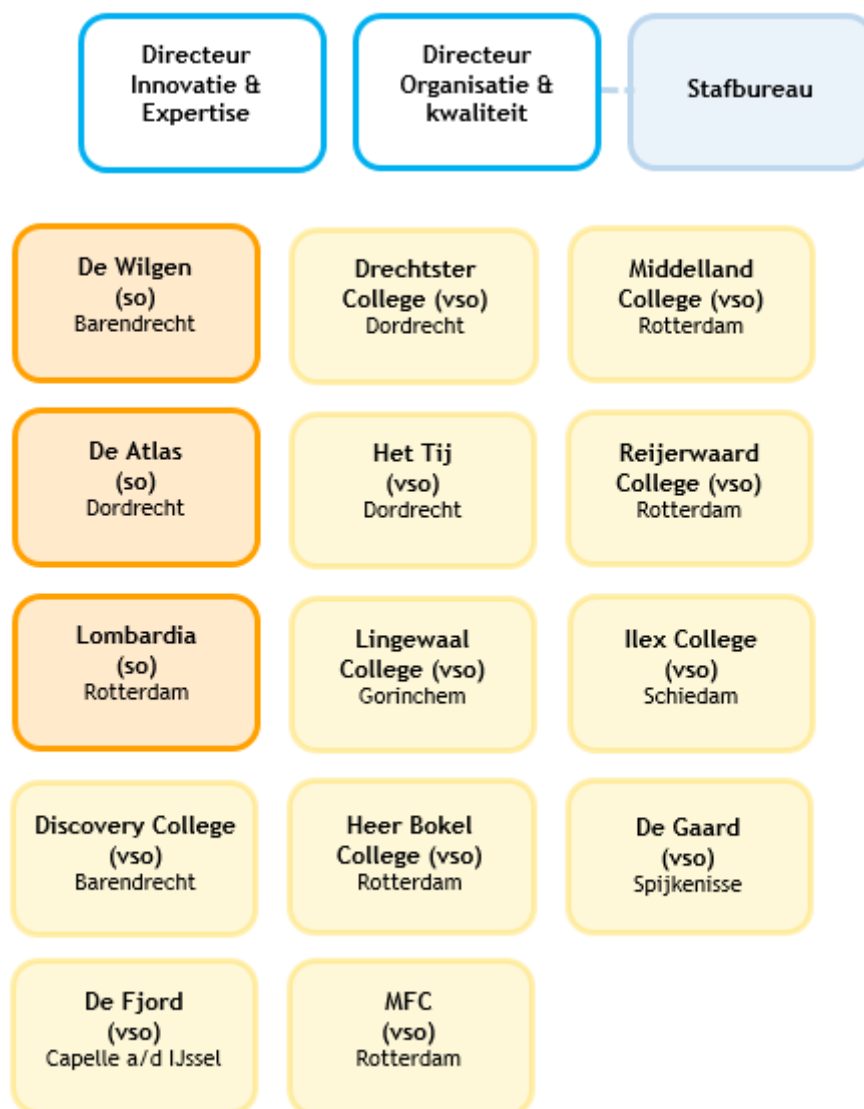 Directeur
Innovatie &
Expertise
Directeur
Organisatie &
kwaliteit
Stafbureau
De Wilgen
(so)
Barendrecht
Drechtster
College (vso)
Dordrecht
Middelland
College (vso)
Rotterdam
De Atlas
(so)
Dordrecht
Het Tij
(vso)
Dordrecht
Reijerwaard
College (vso)
Rotterdam
Lombardia
(so)
Rotterdam
Lingewaal
College (vso)
Gorinchem
Ilex College
(vso)
Schiedam
Discovery College
(vso)
Barendrecht
Heer Bokel
College (vso)
Rotterdam
De Gaard
(vso)
Spijkenisse
De Fjord
(vso)
Capelle a/d IJssel
MFC
(vso)
Rotterdam